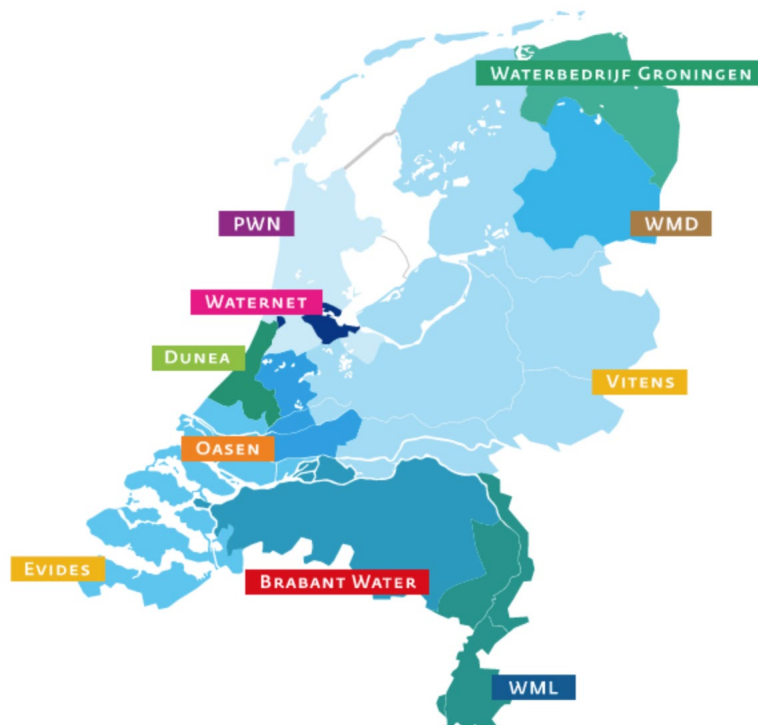 WATERBEDRIJF GRONINGEN
PWN
WMD
WATERNET
DUNEA
VITENS
OASEN
EVIDES
BRABANT WATER
WML